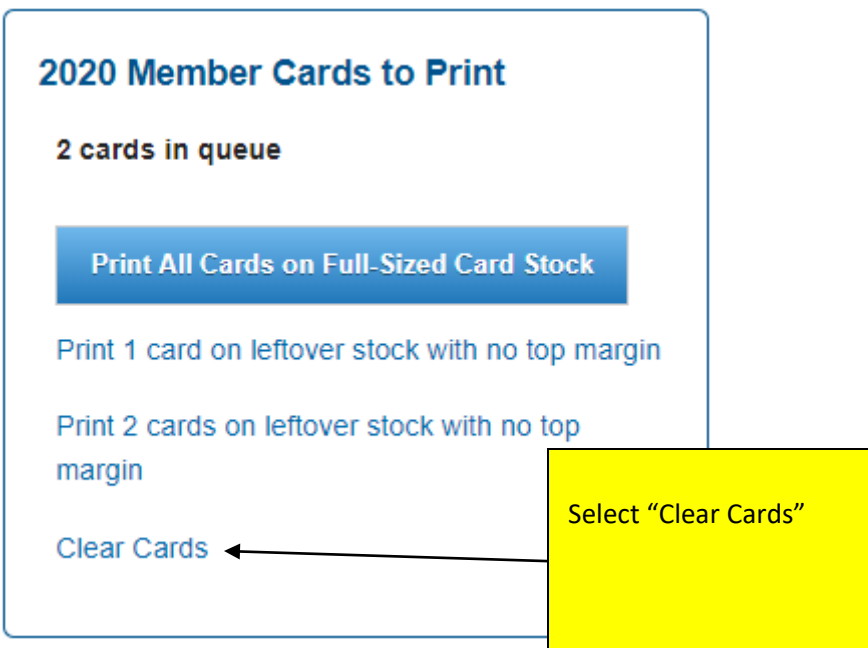 2020 Member Cards to Print
2 cards in queue
Print All Cards on Full-Sized Card Stock
Print 1 card on leftover stock with no top margin
Print 2 cards on leftover stock with no top
margin
Select “Clear Cards”
Clear Cards